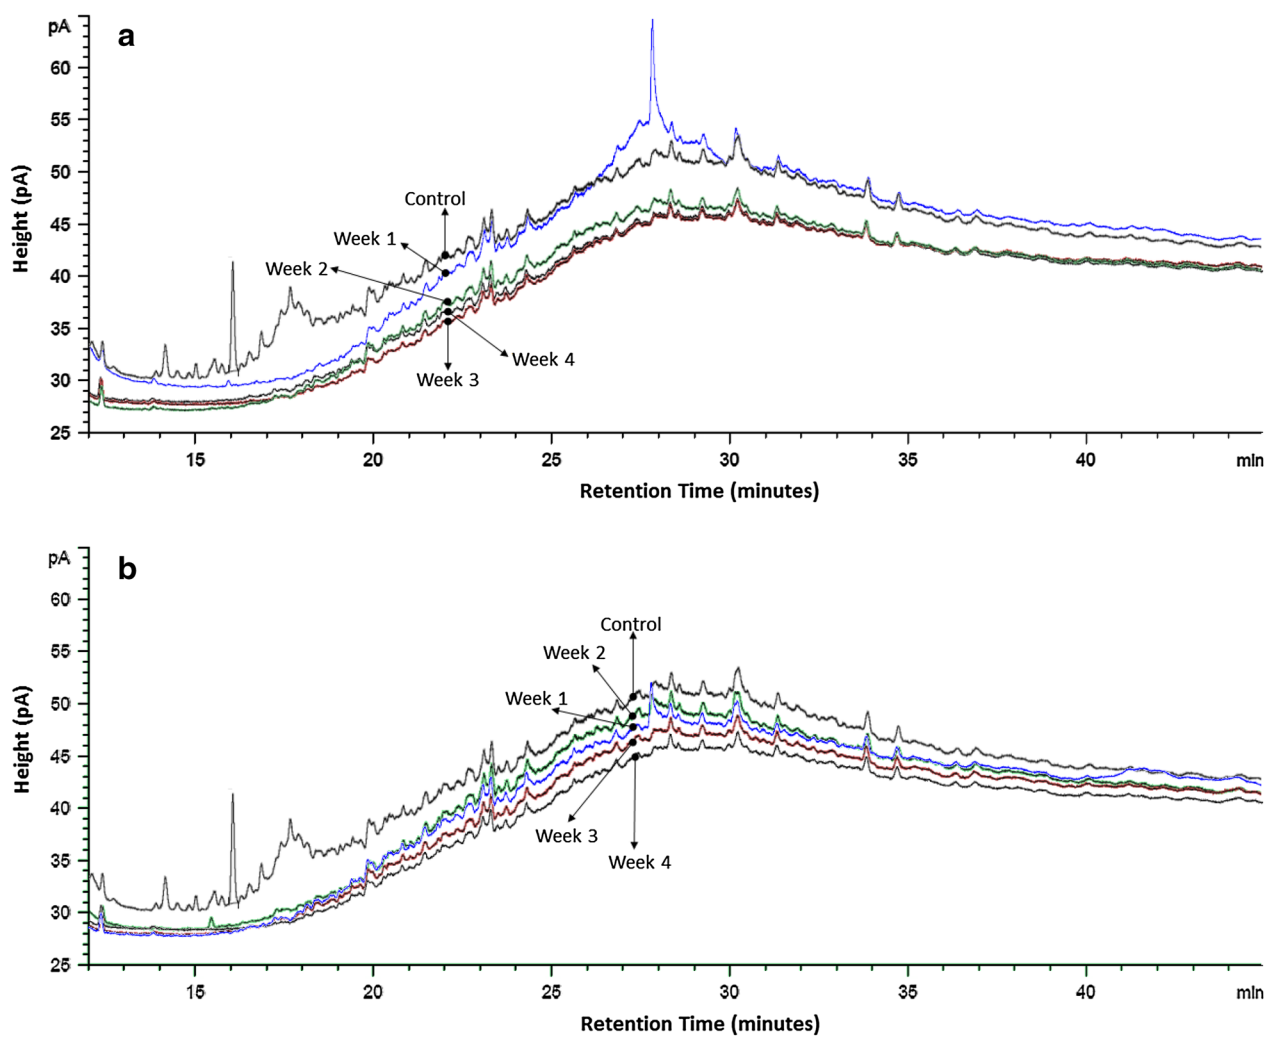 pA
a
60
55
50
45
40
35
30
25
Height (pA)
Control
Week 1
Week 2
Week 4
Week 3
15 20 25 30 35 40 min
Retention Time (minutes)
pA
b
60
55
50
45
40
35
30
25
Height (pA)
Control
Week 2
Week 1
Week 3
Week 4
15 20 25 30 35 40 min
Retention Time (minutes)